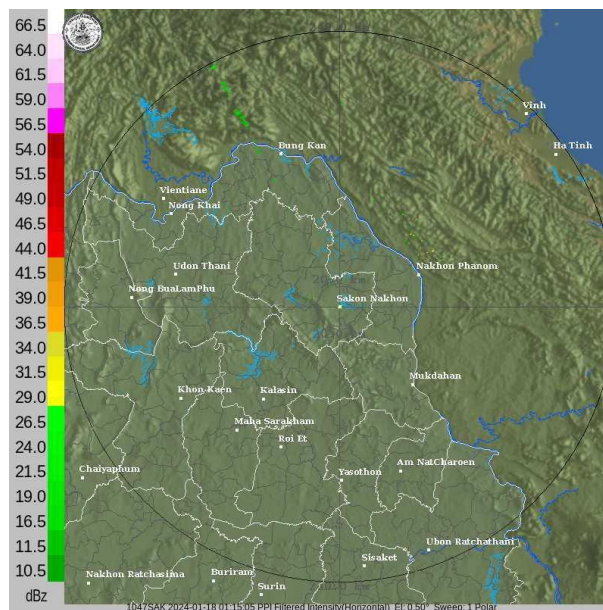 66.5
64.0
61.5
59.0
56.5
54.0
51.5
49.0
46.5
44.0
41.5
39.0
36.5
34.0
31.5
29.0
26.5
24.0
21.5
19.0
16.5
14.0
11.5
10.5
dBz
Vinh
Ha Tinh
Bung Kan
Vientiane
Nong Khai
Udon Thani
Nakhon Phanom
Nong BuaLamPhu
Sakon Nakhon
Mukdahan
Khon Kaen
Kalasin
Maha Sarakham
Roi Et
Chaiyaphum
Am NatCharoen
Yasothon
Ubon Ratchathani
Sisaket
Nakhon Ratchasima
Buriram
Surin
1047SAK 2024-01-18 01:15:05 PPI Filtered Intensity(Horizontal) El: 0.50° Sweep: 1 Polar